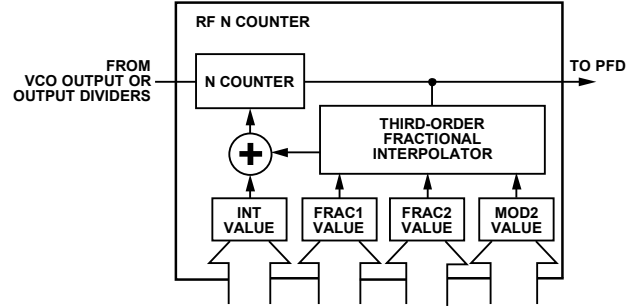 RF N COUNTER
FROM
VCO OUTPUT OR
OUTPUT DIVIDERS
N COUNTER
TO PFD
THIRD-ORDER
FRACTIONAL
INTERPOLATOR
+
INT
VALUE
FRAC1
VALUE
FRAC2
VALUE
MOD2
VALUE